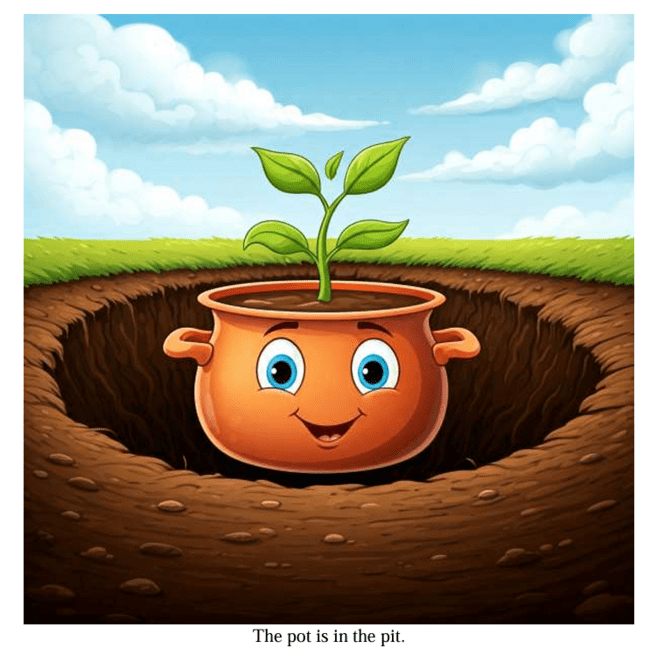 The pot is in the pit.